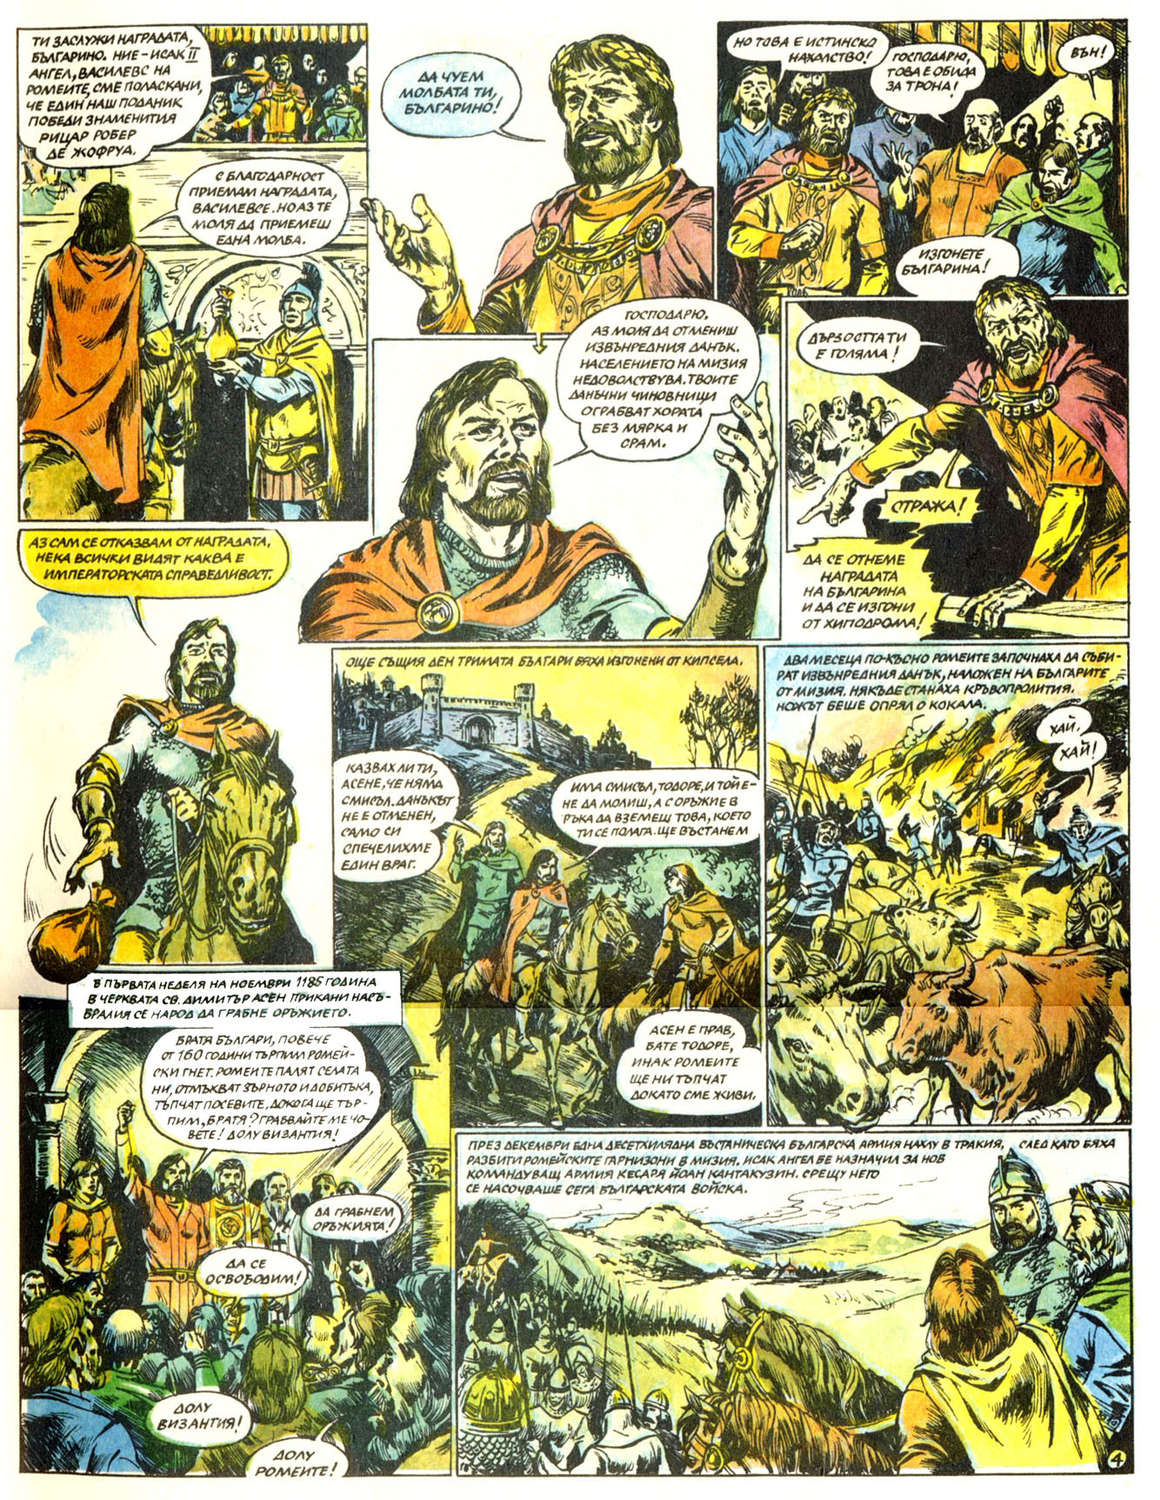 ТИ ЗАСЛУЖИ НАГРАДАТА,
БЪЛГАРИНО. НИЕ – ИСАК II
АНГЕЛ, ВАСИЛЕВС НА
РОМЕИТЕ, СМЕ ПОЛАСКАНИ,
ЧЕ ЕДИН НАШ ПОДАНИК
ПОБЕДИ ЗНАМЕНИТИЯ
РИЦАР РОБЕР
ДЕ ЖОФРУА.
С БЛАГОДАРНОСТ
ПРИЕМАМ НАГРАДАТА,
ВАСИЛЕВСЕ. НО АЗ ТЕ
МОЛЯ ДА ПРИЕМЕШ
ЕДНА МОЛБА.
ДА ЧУЕМ
МОЛБАТА ТИ,
БЪЛГАРИНО!
НО ТОВА Е ИСТИНСКО
НАХАЛСТВО!
ГОСПОДАРЮ,
ТОВА Е ОБИДА
ЗА ТРОНА!
ВЪН!
ИЗГОНЕТЕ
БЪЛГАРИНА!
ГОСПОДАРЮ,
АЗ МОЛЯ ДА ОТМЕНИШ
ИЗВЪНРЕДНИЯ ДАНЪК.
НАСЕЛЕНИЕТО НА МИЗИЯ
НЕДОВОЛСТВУВА. ТВОИТЕ
ДАНЪЧНИ ЧИНОВНИЦИ
ОГРАБВАТ ХОРАТА
БЕЗ МЯРКА И
СРАМ.
ДЪРЗОСТТА ТИ
Е ГОЛЯМА!
СТРАЖА!
ДА СЕ ОТНЕМЕ
НАГРАДАТА
НА БЪЛГАРИНА
И ДА СЕ ИЗГОНИ
ОТ ХИПОДРОМА!
АЗ САМ СЕ ОТКАЗВАМ ОТ НАГРАДАТА,
НЕКА ВСИЧКИ ВИДЯТ КАКВА Е
ИМПЕРАТОРСКАТА СПРАВЕДЛИВОСТ.
ОЩЕ СЪЩИЯ ДЕН ТРИМАТА БЪЛГАРИ БЯХА ИЗГОНЕНИ ОТ КИПСЕЛА.
КАЗВАХ ЛИ ТИ,
АСЕНЕ, ЧЕ НЯМА
СМИСЪЛ. ДАНЪКЪТ
НЕ Е ОТМЕНЕН,
САМО СИ
СПЕЧЕЛИХМЕ
ЕДИН ВРАГ.
ИМА СМИСЪЛ, ТОДОРЕ, И ТОЙ Е –
НЕ ДА МОЛИШ, А С ОРЪЖИЕ В
РЪКА ДА ВЗЕМЕШ ТОВА, КОЕТО
ТИ СЕ ПОЛАГА. ЩЕ ВЪСТАНЕМ
АСЕН Е ПРАВ,
БАТЕ ТОДОРЕ,
ИНАК РОМЕИТЕ
ЩЕ НИ ТЪПЧАТ
ДОКАТО СМЕ ЖИВИ.
ДВА МЕСЕЦА ПО-КЪСНО РОМЕИТЕ ЗАПОЧНАХА ДА СЪБИ-
РАТ ИЗВЪНРЕДНИЯ ДАНЪК, НАЛОЖЕН НА БЪЛГАРИТЕ
ОТ МИЗИЯ. НЯКЪДЕ СТАНАХА КРЪВОПРОЛИТИЯ.
НОЖЪТ БЕШЕ ОПРЯЛ О КОКАЛА.
ХАЙ.
ХАЙ!
В ПЪРВАТА НЕДЕЛЯ НА НОЕМВРИ 1185 ГОДИНА
В ЧЕРКВАТА СВ. ДИМИТЪР АСЕН ПРИКАНИ НАСЪ-
БРАЛИЯ СЕ НАРОД ДА ГРАБНЕ ОРЪЖИЕТО.
БРАТЯ БЪЛГАРИ, ПОВЕЧЕ
ОТ 160 ГОДИНИ ТЪРПИМ РОМЕЙ-
СКИ ГНЕТ. РОМЕИТЕ ПАЛЯТ СЕЛАТА
НИ, ОТМЪКВАТ ЗЪРНОТО И ДОБИТЪКА,
ТЪПЧАТ ПОСЕВИТЕ. ДОКОГА ЩЕ ТЪР-
ПИМ, БРАТЯ? ГРАБВАЙТЕ МЕЧО-
ВЕТЕ! ДОЛУ ВИЗАНТИЯ!
ДА ГРАБНЕМ
ОРЪЖИЯТА!
ДА СЕ
ОСВОБОДИМ!
ДОЛУ
ВИЗАНТИЯ!
ДОЛУ
РОМЕИТЕ!
ПРЕЗ ДЕКЕМВРИ ЕДНА ДЕСЕТХИЛЯДНА ВЪСТАНИЧЕСКА БЪЛГАРСКА АРМИЯ НАХЛУ В ТРАКИЯ, СЛЕД КАТО БЯХА
РАЗБИТИ РОМЕЙСКИТЕ ГАРНИЗОНИ В МИЗИЯ. ИСАК АНГЕЛ БЕ НАЗНАЧИЛ ЗА НОВ
КОМАНДУВАЩ АРМИЯ КЕСАРЯ ЙОАН КАНТАКУЗИН. СРЕЩУ НЕГО
СЕ НАСОЧВАШЕ СЕГА БЪЛГАРСКАТА ВОЙСКА.
4